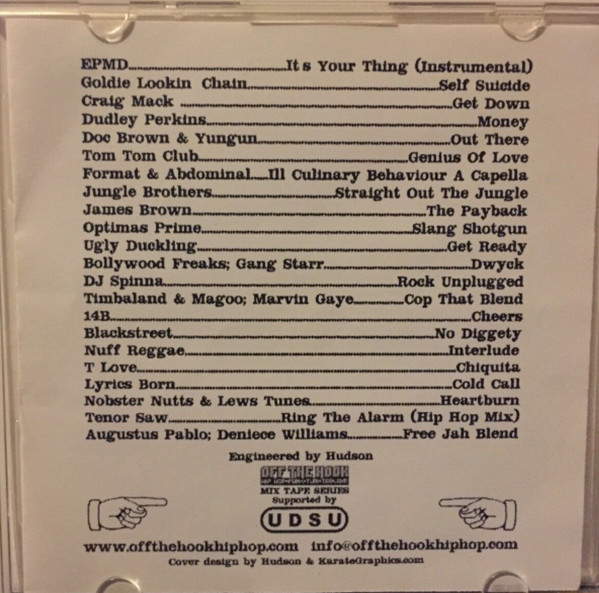 EPMD..........................................It s Your Thing (Instrumental)
Goldie Lookin Chain..........................................Self Suicide
Craig Mack ..........................................Get Down
Dudley Perkins..........................................Money
Doc Brown & Yungun..........................................Out There
Tom Tom Club..........................................Genius Of Love
Format & Abdominal.....Ill Culinary Behaviour A Capella
Jungle Brothers..............................Straight Out The Jungle
James Brown..........................................The Payback
Optimas Prime..........................................Slang Shotgun
Ugly Duckling..........................................Get Ready
Bollywood Freaks; Gang Starr..............................Dwyck
DJ Spinna..........................................Rock Unplugged
Timbaland & Magoo; Marvin Gaye.............Cop That Blend
14B..........................................Cheers
Blackstreet..........................................No Diggety
Nuff Reggae..........................................Interlude
T Love..........................................Chiquita
Lyrics Born..........................................Cold Call
Nobster Nutts & Lews Tunes..............................Heartburn
Tenor Saw..............................Ring The Alarm (Hip Hop Mix)
Augustus Pablo; Deniece Williams.............Free Jah Blend
Engineered by Hudson
OFF THE HOOK
MIX TAPE SERIES
Supported by
UDSU
www.offthehookhiphop.com info@offthehookhiphop.com
Cover design by Hudson & KarateGraphics.com